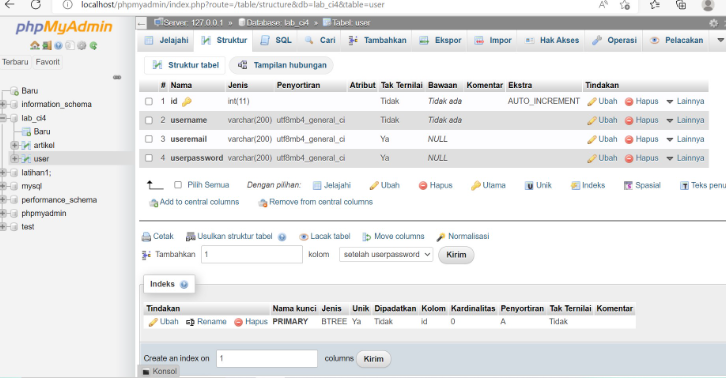 localhost/phpmyadmin/index.php?route=/table/structure&db=lab_ci4&table=user
phpMyAdmin
Terbaru Favorit
Baru
information_schema
lab_ci4
Baru
artikel
user
latihan1;
mysql
performance_schema
phpmyadmin
test
Server: 127.0.0.1 » Database: lab_ci4 » Tabel: user
Jelajahi Struktur SQL Cari Tambahkan Ekspor Impor Hak Akses Operasi Pelacakan
Struktur tabel Tampilan hubungan
# Nama Jenis Penyortiran Atribut Tak Ternilai Bawaan Komentar Ekstra Tindakan
1 id int(11) Tidak Tidak ada AUTO_INCREMENT Ubah Hapus Lainnya
2 username varchar(200) utf8mb4_general_ci Tidak Tidak ada Ubah Hapus Lainnya
3 useremail varchar(200) utf8mb4_general_ci Ya NULL Ubah Hapus Lainnya
4 userpassword varchar(200) utf8mb4_general_ci Ya NULL Ubah Hapus Lainnya
Pilih Semua Dengan pilihan: Jelajahi Ubah Hapus Utama Unik Indeks Spasial Teks penu
Add to central columns Remove from central columns
Cetak Usulkan struktur tabel Lacak tabel Move columns Normalisasi
Tambahkan 1 kolom setelah userpassword Kirim
Indeks
Tindakan Nama kunci Jenis Unik Dipadatkan Kolom Kardinalitas Penyortiran Tak Ternilai Komentar
Ubah Rename Hapus PRIMARY BTREE Ya Tidak id 0 A Tidak
Create an index on 1 columns Kirim
Konsol